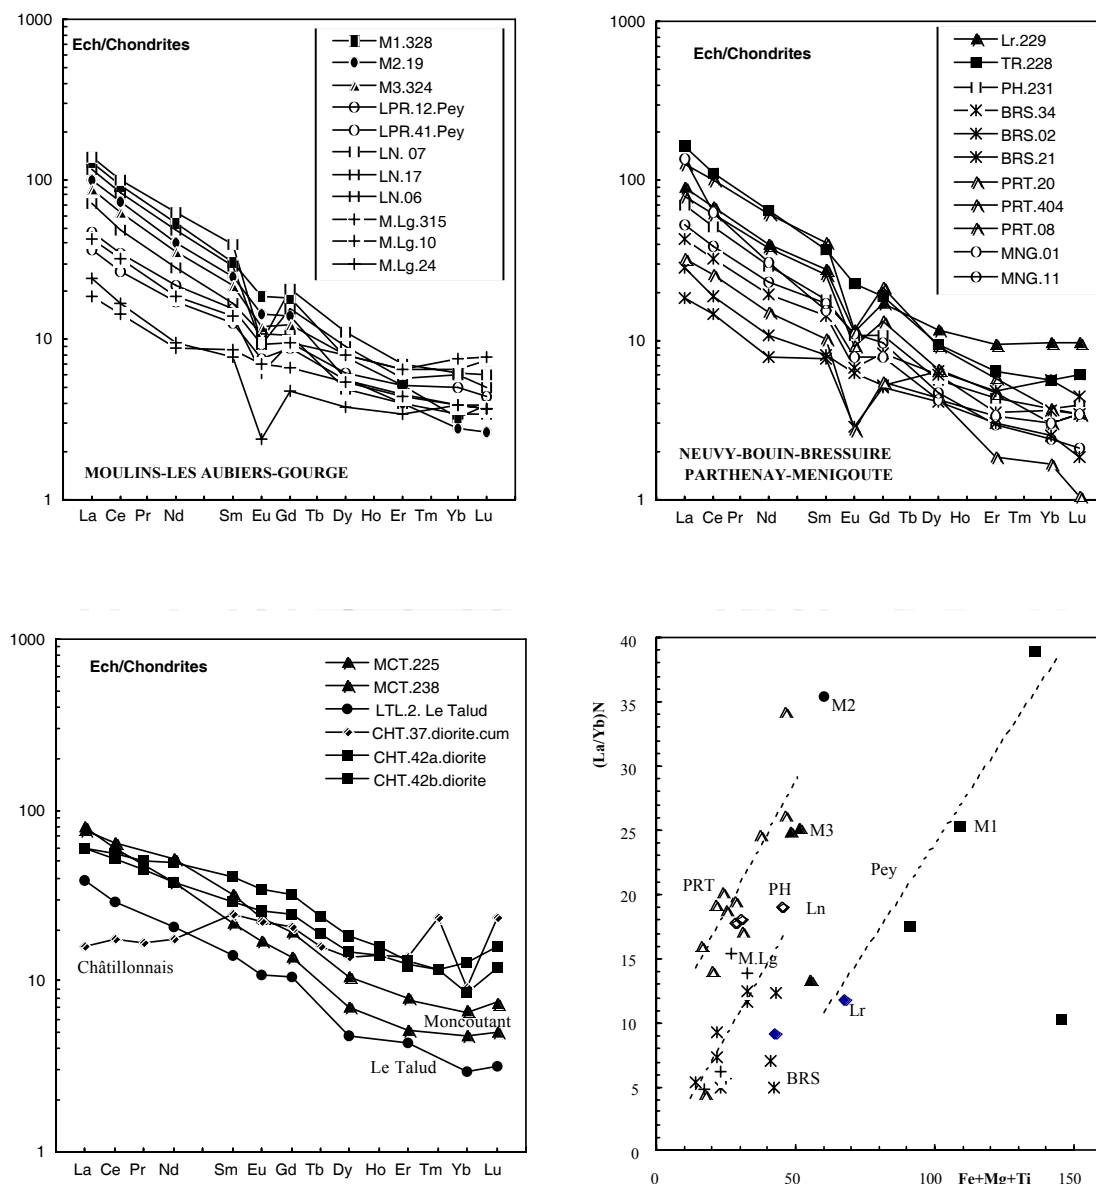 1000
Ech/Chondrites
M1.328
M2.19
M3.324
LPR.12.Pey
LPR.41.Pey
LN. 07
LN.17
LN.06
M.Lg.315
M.Lg.10
M.Lg.24
100
10
1
MOULINS-LES AUBIERS-GOURGE
La Ce Pr Nd Sm Eu Gd Tb Dy Ho Er Tm Yb Lu
1000
Ech/Chondrites
Lr.229
TR.228
PH.231
BRS.34
BRS.02
BRS.21
PRT.20
PRT.404
PRT.08
MNG.01
MNG.11
100
10
1
NEUVY-BOUIN-BRESSUIRE
PARTHENAY-MENIGOUTE
La Ce Pr Nd Sm Eu Gd Tb Dy Ho Er Tm Yb Lu
1000
Ech/Chondrites
MCT.225
MCT.238
LTL.2. Le Talud
CHT.37.diorite.cum
CHT.42a.diorite
CHT.42b.diorite
100
10
1
Châtillonnais
Moncoutant
Le Talud
La Ce Pr Nd Sm Eu Gd Tb Dy Ho Er Tm Yb Lu
(La/Yb)N
40
35
30
25
20
15
10
5
0
M2
M3
M1
Pey
PRT
PH
Ln
M.Lg
Lr
BRS
0 50 100 Fe+Mg+Ti 150